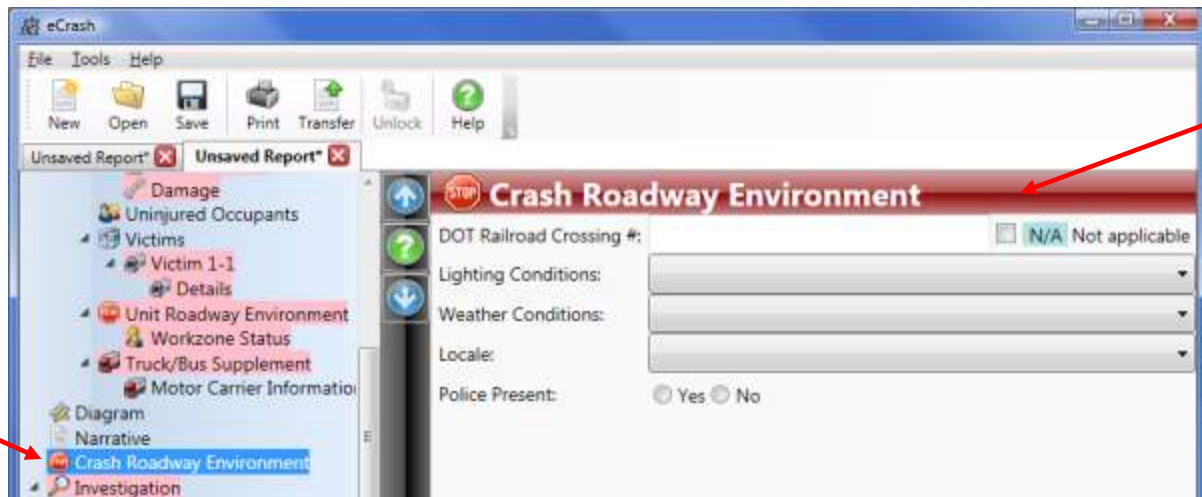 eCrash
File Tools Help
New Open Save Print Transfer Unlock Help
Unsaved Report* Unsaved Report*
Damage
Uninjured Occupants
Victims
Victim 1-1
Details
Unit Roadway Environment
Workzone Status
Truck/Bus Supplement
Motor Carrier Informatio
Diagram
Narrative
Crash Roadway Environment
Investigation
STOP Crash Roadway Environment
DOT Railroad Crossing #: N/A Not applicable
Lighting Conditions:
Weather Conditions:
Locale:
Police Present: Yes No